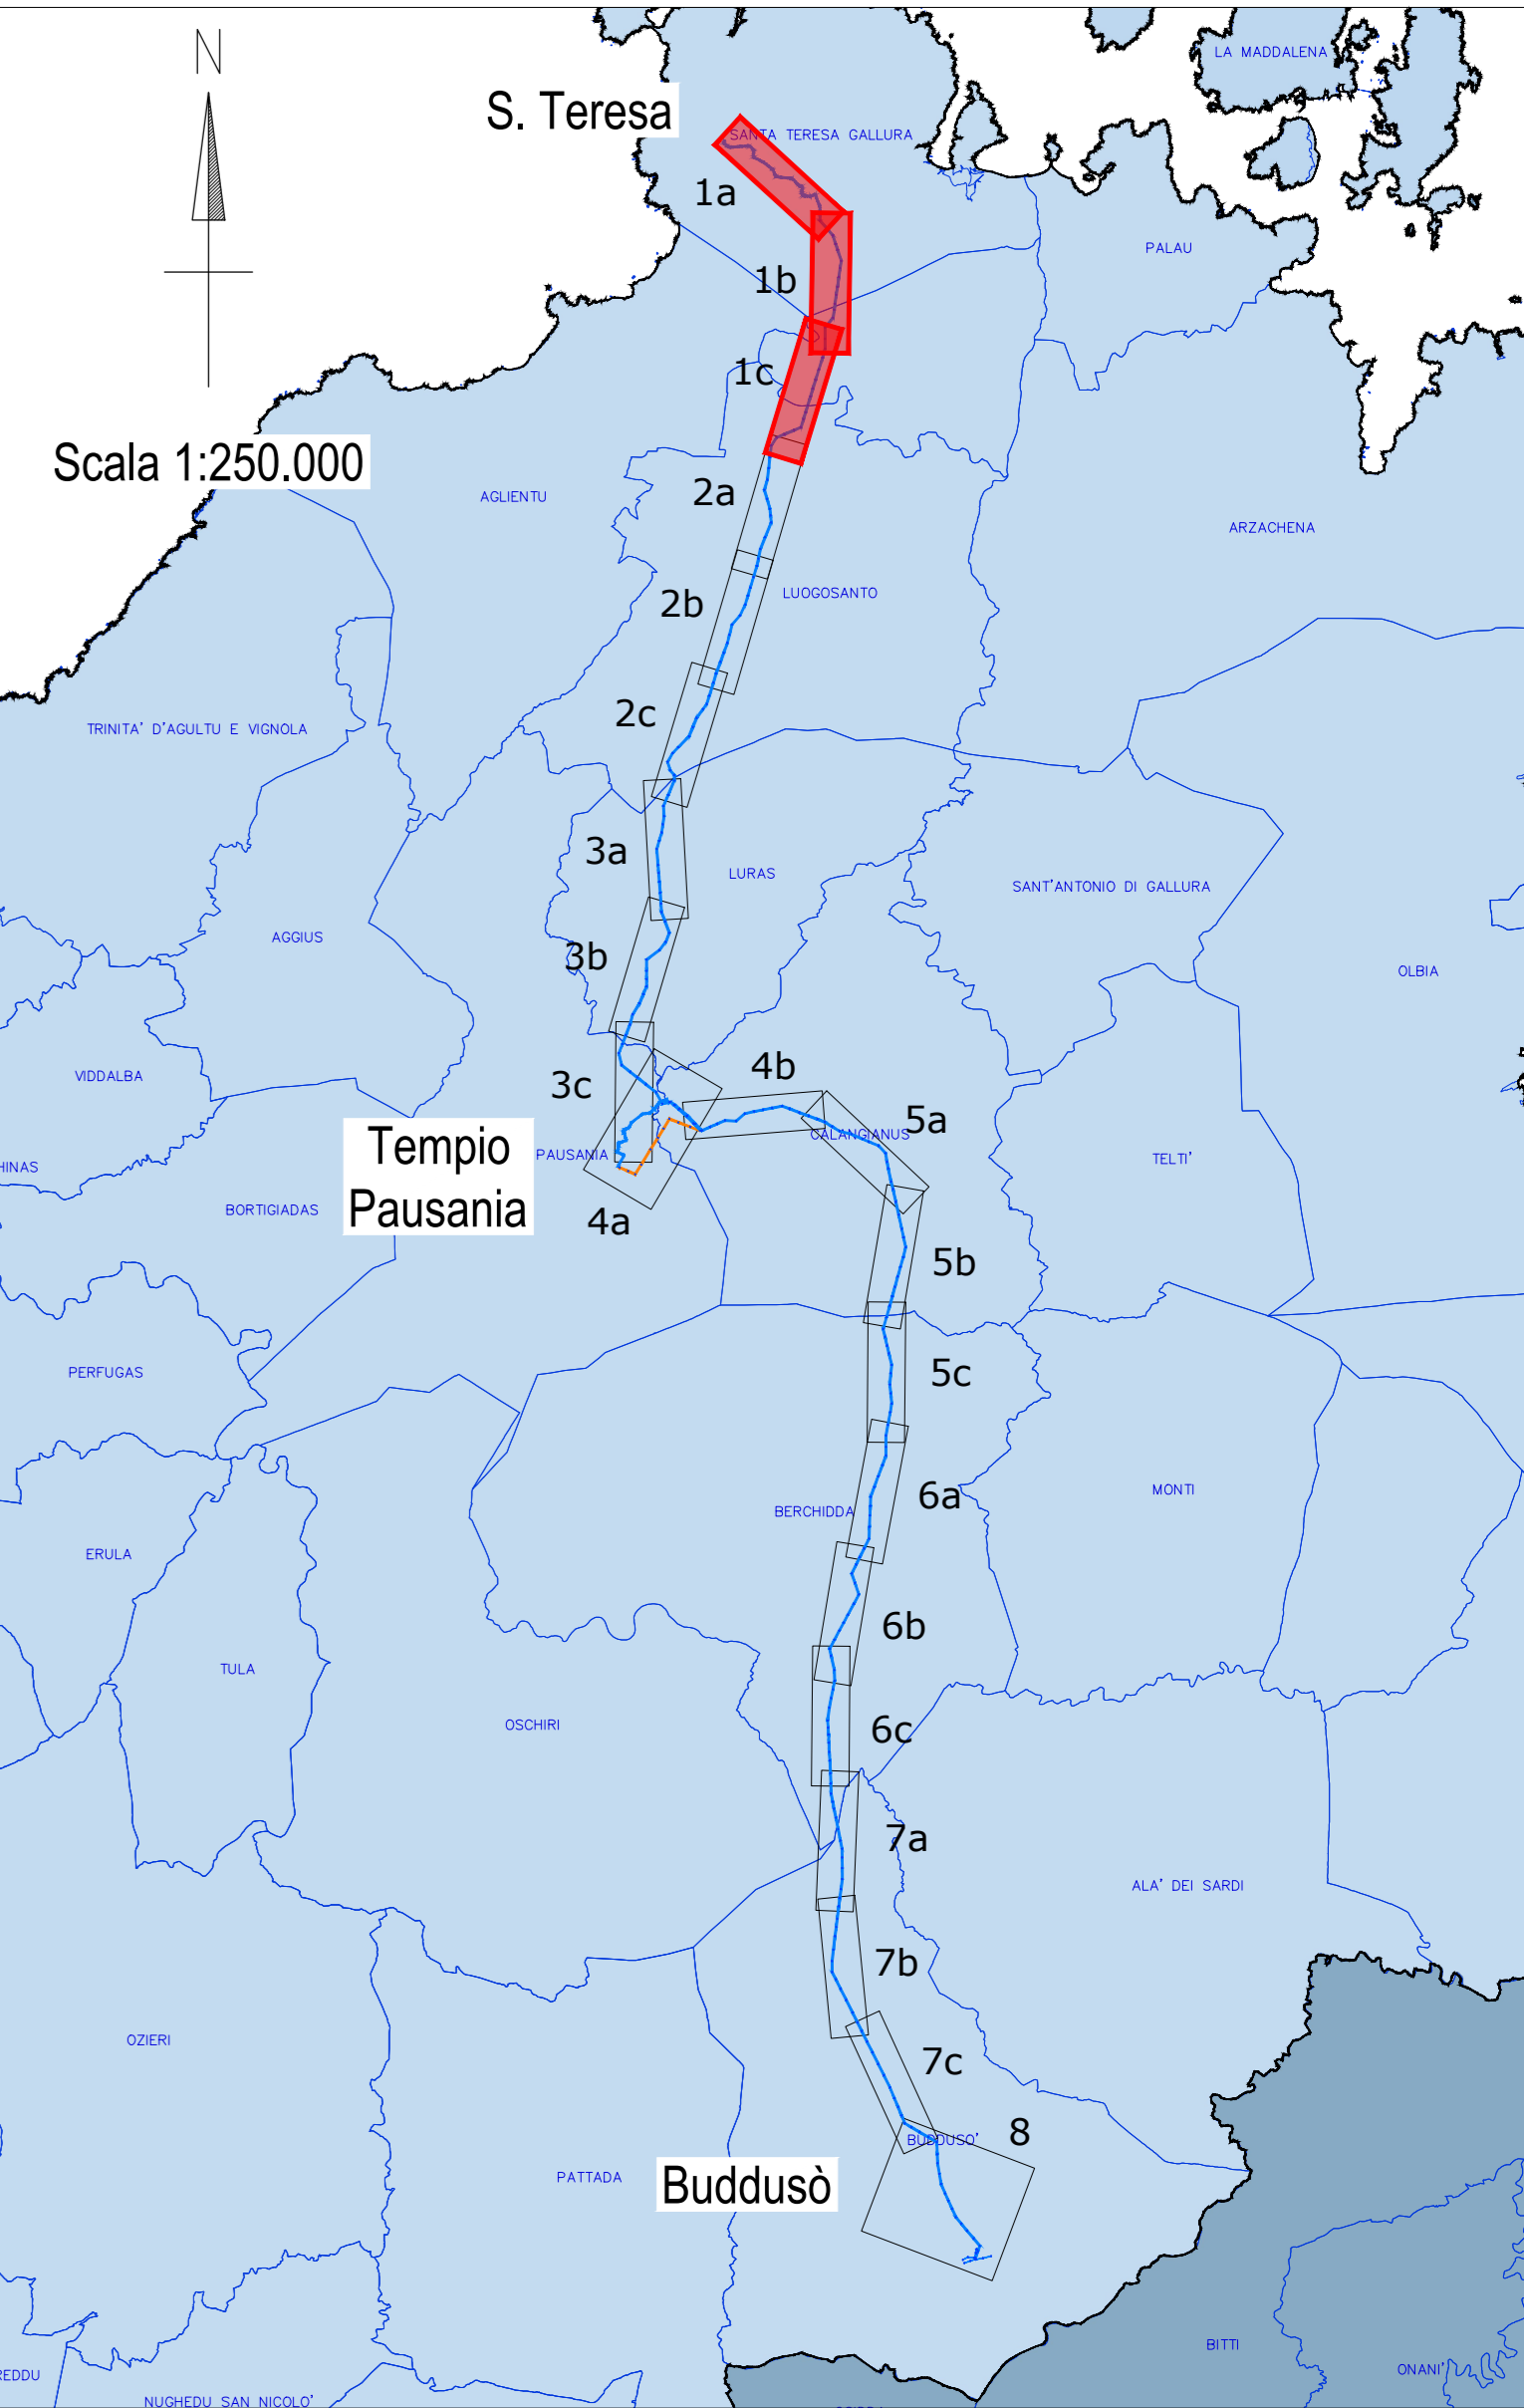 N
LA MADDALENA
S. Teresa
SANTA TERESA GALLURA
1a
PALAU
1b
1c
Scala 1:250.000
2a
AGLIENTU
ARZACHENA
LUOGOSANTO
2b
2c
TRINITA' D'AGULTU E VIGNOLA
3a
LURAS
SANT'ANTONIO DI GALLURA
AGGIUS
3b
OLBIA
4b
VIDDALBA
3c
5a
CALANGIANUS
Tempio
Pausania
PAUSANIA
TELTI'
HINAS
BORTIGIADAS
4a
5b
PERFUGAS
5c
MONTI
6a
BERCHIDDA
ERULA
6b
TULA
OSCHIRI
6c
7a
ALA' DEI SARDI
7b
OZIERI
7c
8
BUDDUSO'
PATTADA
Buddusò
BITTI
ONANI'
REDDU
NUGHEDU SAN NICOLO'